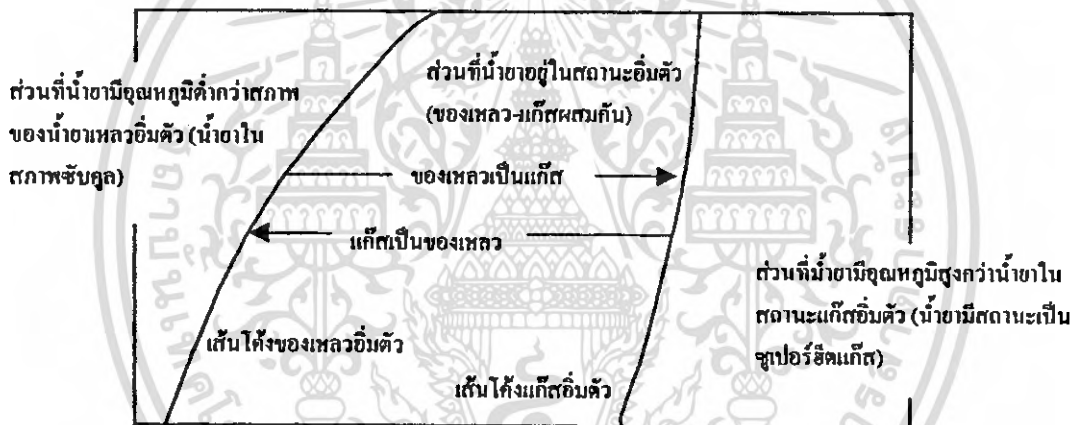 ส่วนที่น้ำยามีอุณหภูมิต่ำกว่าสภาพ
ของน้ำยาเหลวอิ่มตัว (น้ำยาใน
สภาพซับคูล)
ส่วนที่น้ำยาอยู่ในสถานะอิ่มตัว
(ของเหลว-แก๊สผสมกัน)
ของเหลวเป็นแก๊ส
แก๊สเป็นของเหลว
ส่วนที่น้ำยามีอุณหภูมิสูงกว่าน้ำยาใน
สถานะแก๊สอิ่มตัว (น้ำยามีสถานะเป็น
ซูเปอร์ฮีตแก๊ส)
เส้นโค้งของเหลวอิ่มตัว
เส้นโค้งแก๊สอิ่มตัว